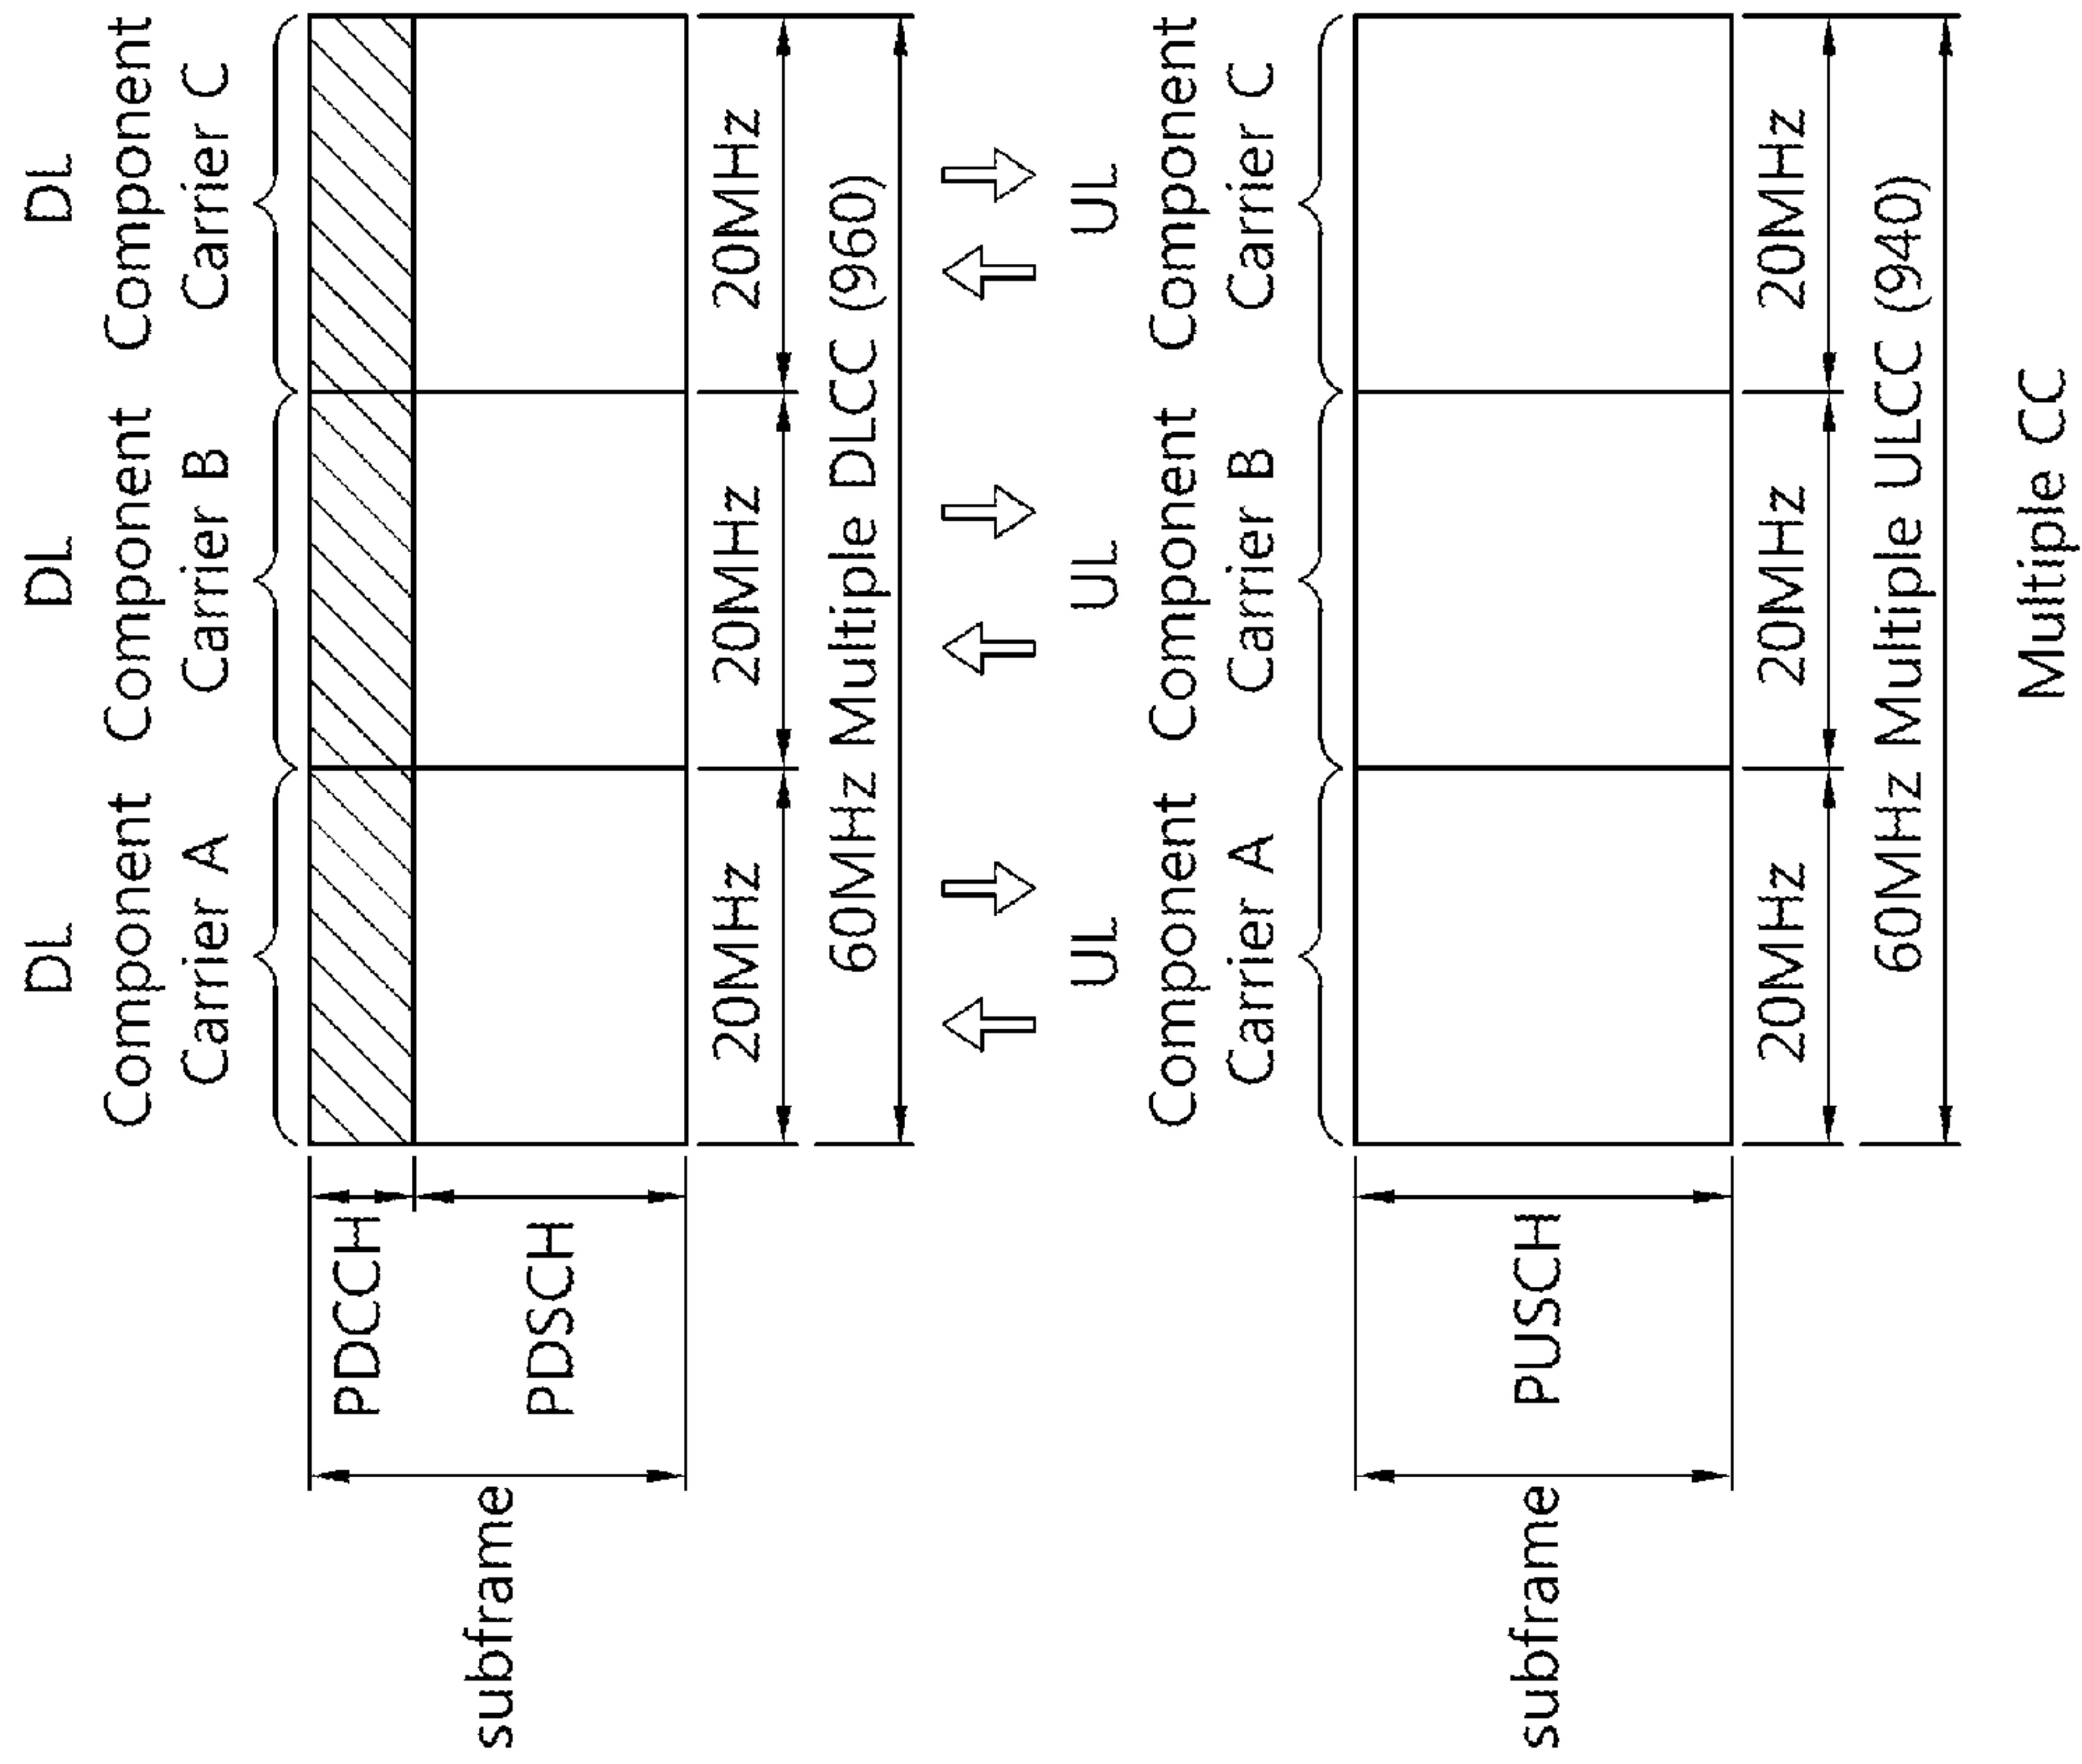 DL
Component
Carrier A
DL
Component
Carrier B
DL
Component
Carrier C
subframe
PDCCH
PDSCH
20MHz
20MHz
20MHz
60MHz Multiple DLCC (960)
UL
Component
Carrier A
UL
Component
Carrier B
UL
Component
Carrier C
subframe
PUSCH
20MHz
20MHz
20MHz
60MHz Multiple ULCC (940)
Multiple CC